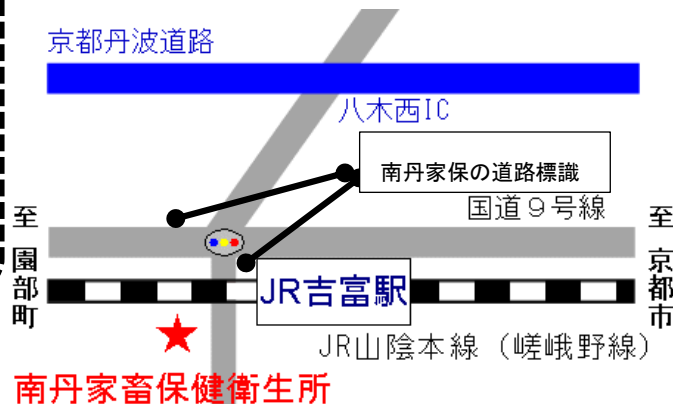 京都丹波道路
八木西IC
南丹家保の道路標識
国道９号線
至
園
部
町
至
京
都
市
JR吉富駅
JR山陰本線（嵯峨野線）
南丹家畜保健衛生所